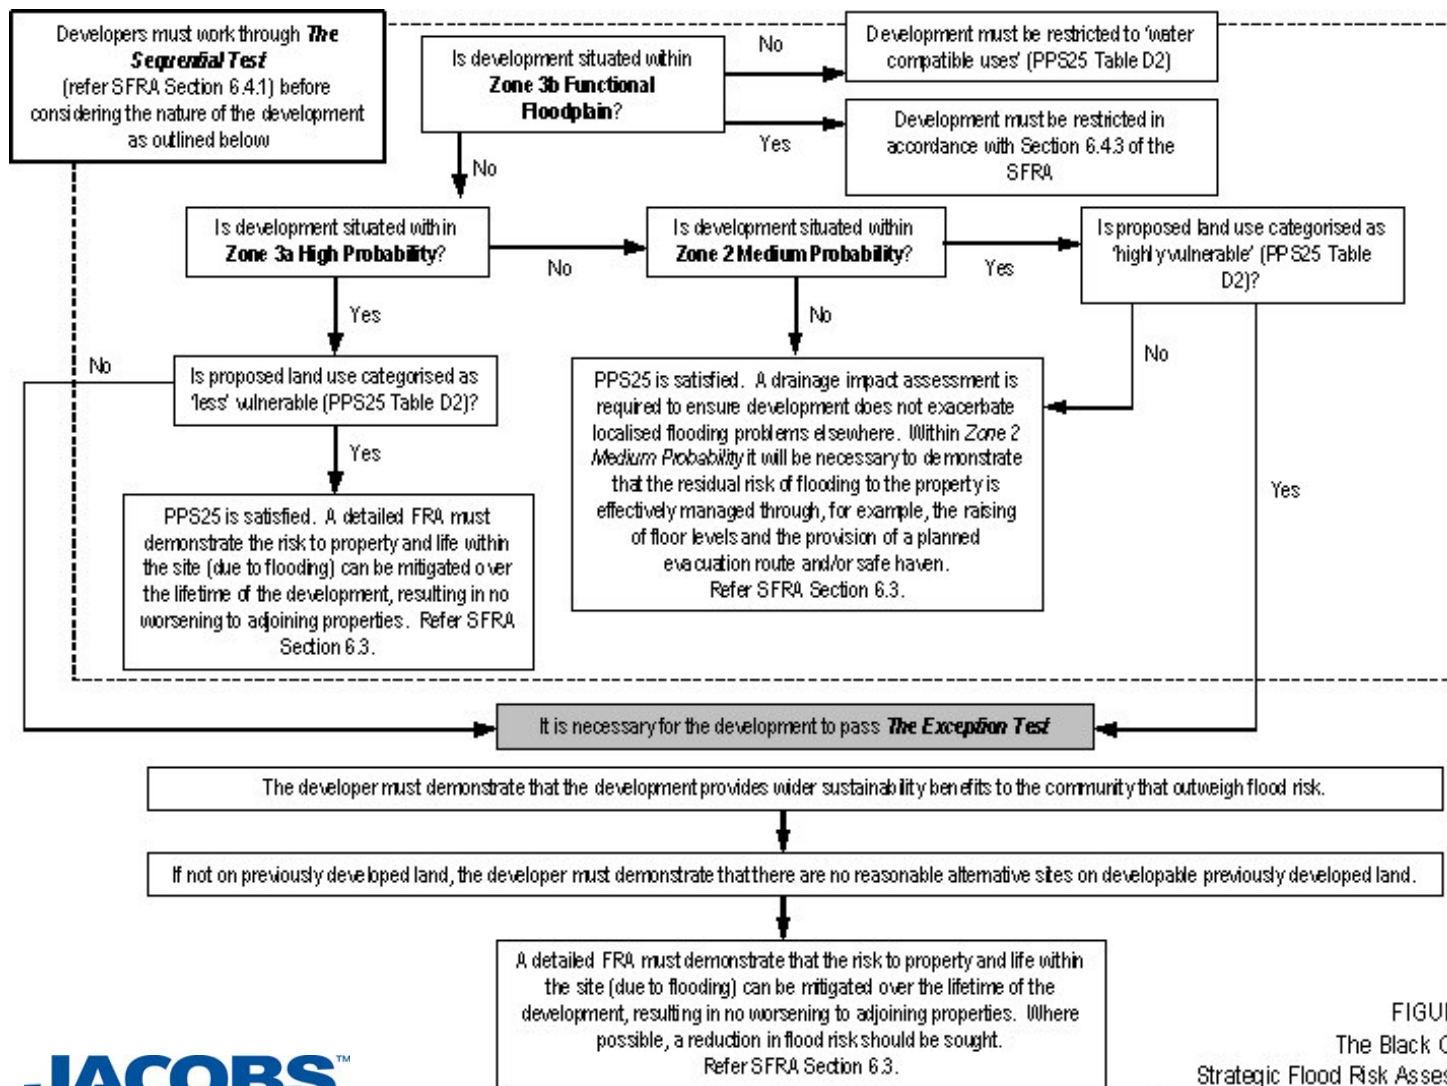 Developers must work through The
Sequential Test
(refer SFRA Section 6.4.1) before
considering the nature of the development
as outlined below
Is development situated within
Zone 3b Functional
Floodplain?
No
Development must be restricted to 'water
compatible uses' (PPS25 Table D2)
Yes
Development must be restricted in
accordance with Section 6.4.3 of the
SFRA
No
Is development situated within
Zone 3a High Probability?
No
Is development situated within
Zone 2 Medium Probability?
Yes
Is proposed land use categorised as
'highly vulnerable' (PPS25 Table
D2)?
Yes
No
No
No
Is proposed land use categorised as
'less' vulnerable (PPS25 Table D2)?
Yes
PPS25 is satisfied. A detailed FRA must
demonstrate the risk to property and life within
the site (due to flooding) can be mitigated over
the lifetime of the development, resulting in no
worsening to adjoining properties. Refer SFRA
Section 6.3.
PPS25 is satisfied. A drainage impact assessment is
required to ensure development does not exacerbate
localised flooding problems elsewhere. Within Zone 2
Medium Probability it will be necessary to demonstrate
that the residual risk of flooding to the property is
effectively managed through, for example, the raising
of floor levels and the provision of a planned
evacuation route and/or safe haven.
Refer SFRA Section 6.3.
Yes
It is necessary for the development to pass The Exception Test
The developer must demonstrate that the development provides wider sustainability benefits to the community that outweigh flood risk.
If not on previously developed land, the developer must demonstrate that there are no reasonable alternative sites on developable previously developed land.
A detailed FRA must demonstrate that the risk to property and life within
the site (due to flooding) can be mitigated over the lifetime of the
development, resulting in no worsening to adjoining properties. Where
possible, a reduction in flood risk should be sought.
Refer SFRA Section 6.3.
JACOBS™
FIGU
The Black C
Strategic Flood Risk Asses